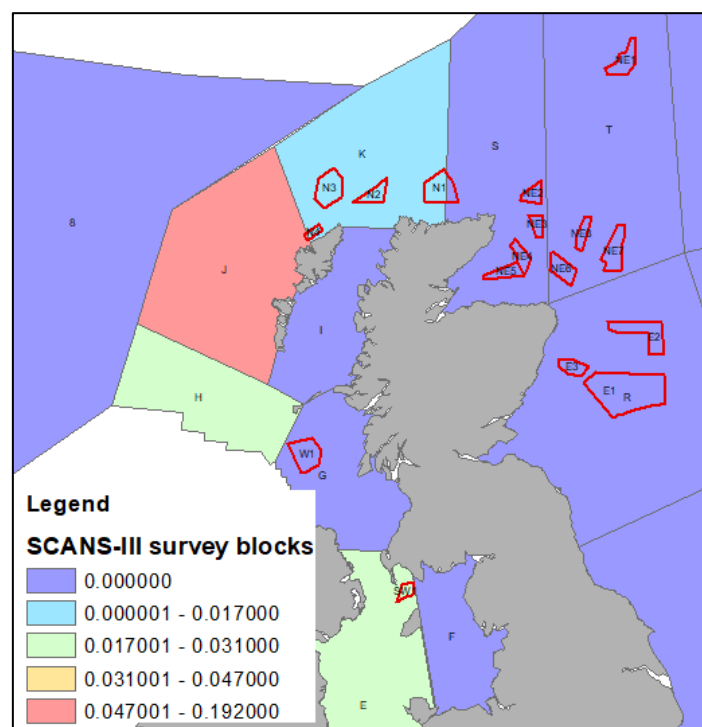 NE1
K
S
T
N3
N2
N1
NE2
8
NE3
NE8
NE4
NE7
J
NE5
NE6
I
E2
E3
H
E1
R
W1
G
SW1
F
E
Legend
SCANS-III survey blocks
0.000000
0.000001 - 0.017000
0.017001 - 0.031000
0.031001 - 0.047000
0.047001 - 0.192000